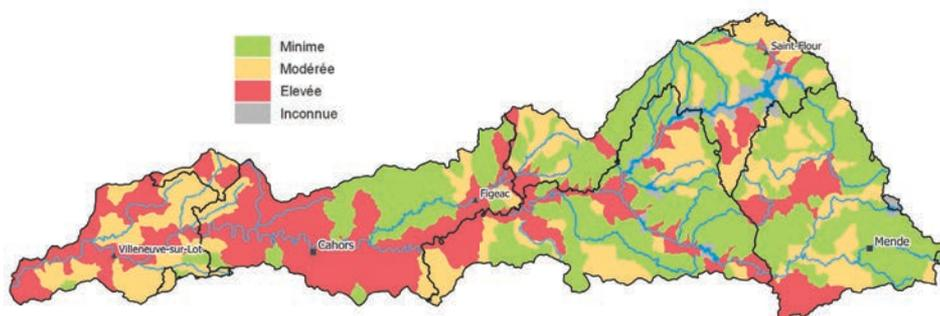 Minime
Modérée
Elevée
Inconnue
Saint-Flour
Figeac
Villeneuve-sur-Lot
Cahors
Mende